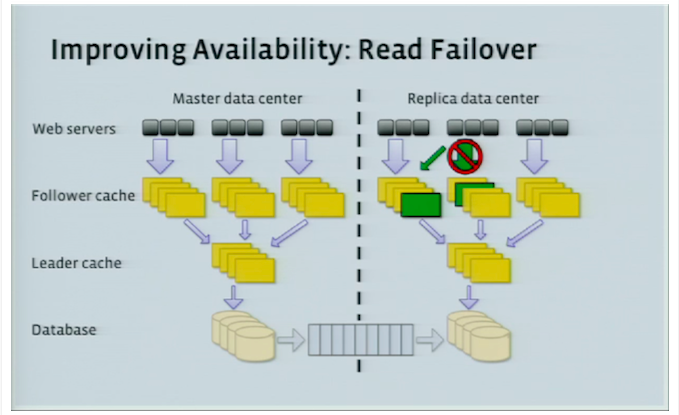 Improving Availability: Read Failover
Master data center
Replica data center
Web servers
Follower cache
Leader cache
Database